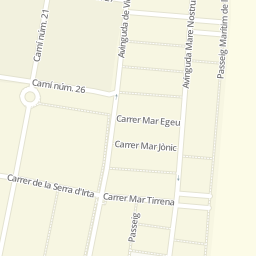 Camí núm. 21
Avinguda de
Avinguda Mare Nostru
Passeig Marítim de
Camí núm. 26
Carrer Mar Egeu
Carrer Mar Jònic
Carrer de la Serra d'Irta
Carrer Mar Tirrena
Passeig